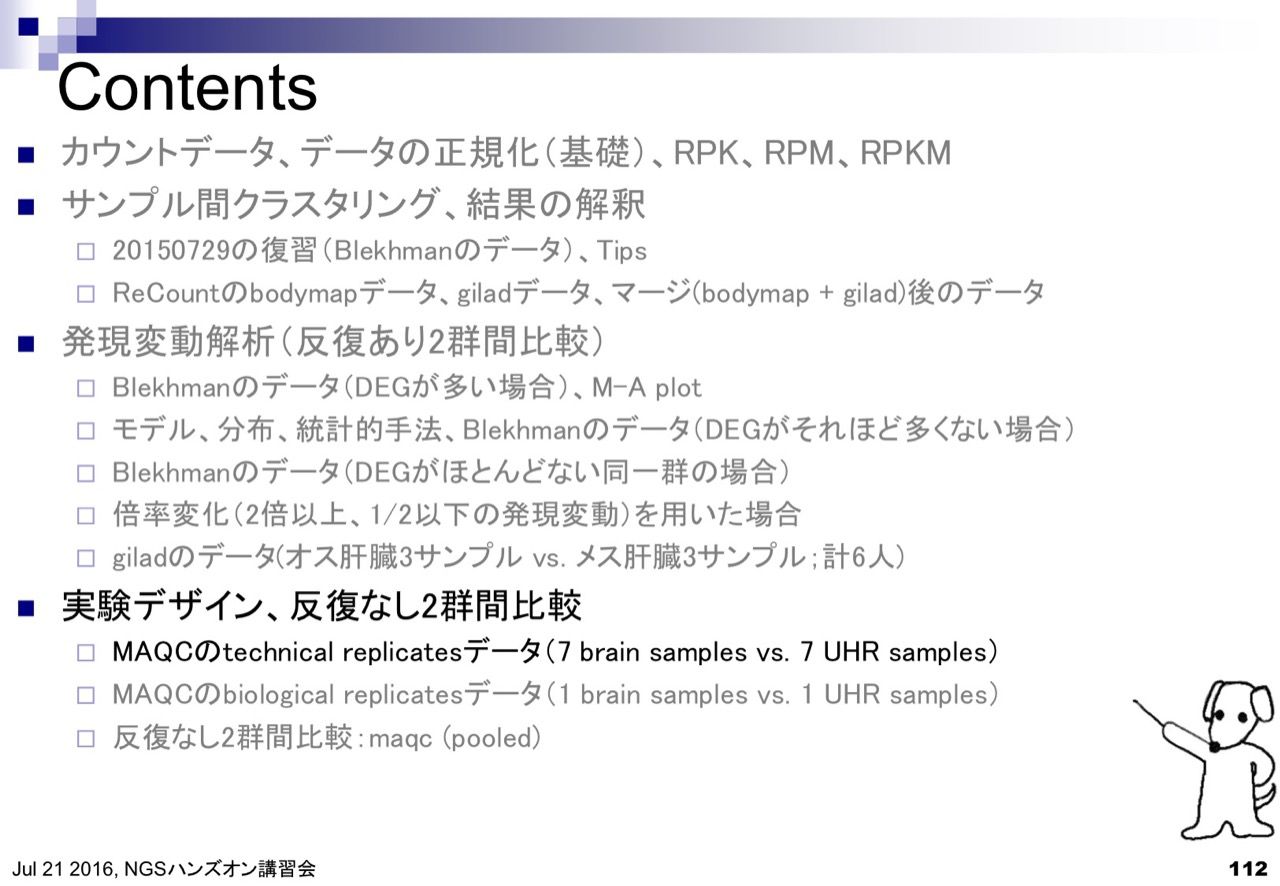 Contents
カウントデータ、データの正規化（基礎）、RPK、RPM、RPKM
サンプル間クラスタリング、結果の解釈
20150729の復習（Blekhmanのデータ）、Tips
ReCountのbodymapデータ、giladデータ、マージ(bodymap + gilad)後のデータ
発現変動解析（反復あり2群間比較）
Blekhmanのデータ（DEGが多い場合）、M-A plot
モデル、分布、統計的手法、Blekhmanのデータ（DEGがそれほど多くない場合）
Blekhmanのデータ（DEGがほとんどない同一群の場合）
倍率変化（2倍以上、1/2以下の発現変動）を用いた場合
giladのデータ(オス肝臓3サンプル vs. メス肝臓3サンプル；計6人）
実験デザイン、反復なし2群間比較
MAQCのtechnical replicatesデータ（7 brain samples vs. 7 UHR samples）
MAQCのbiological replicatesデータ（1 brain samples vs. 1 UHR samples）
反復なし2群間比較：maqc (pooled)
Jul 21 2016, NGSハンズオン講習会
112